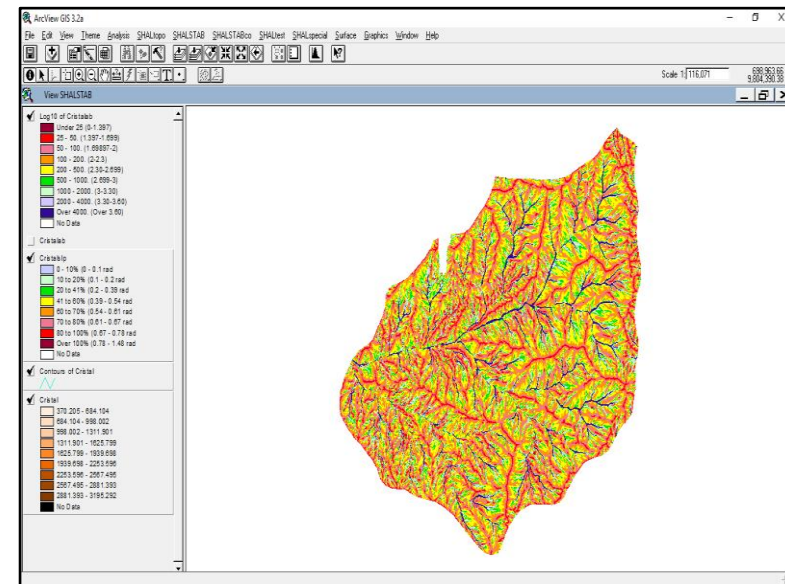 ArcView GIS 3.2a
File Edit View Theme Analysis SHALtopo SHALSTAB SHALSTABco SHALtest SHALspecial Surface Graphics Window Help
Scale 1: 116,071
698,963.66
9,804,390.38
View SHALSTAB
Log10 of Cristalab
Under 25 (0-1.397)
25 - 50. (1.397-1.699)
50 - 100. (1.69897-2)
100 - 200. (2-2.3)
200 - 500. (2.30-2.699)
500 - 1000. (2.699-3)
1000 - 2000. (3-3.30)
2000 - 4000. (3.30-3.60)
Over 4000. (Over 3.60)
No Data
Cristalab
Cristalslp
0 - 10% (0 - 0.1 rad
10 to 20% (0.1 - 0.2 rad
20 to 41% (0.2 - 0.39 rad
41 to 60% (0.39 - 0.54 rad
60 to 70% (0.54 - 0.61 rad
70 to 80% (0.61 - 0.67 rad
80 to 100% (0.67 - 0.78 rad
Over 100% (0.78 - 1.48 rad
No Data
Contours of Cristal
Cristal
370.205 - 684.104
684.104 - 998.002
998.002 - 1311.901
1311.901 - 1625.799
1625.799 - 1939.698
1939.698 - 2253.596
2253.596 - 2567.495
2567.495 - 2881.393
2881.393 - 3195.292
No Data